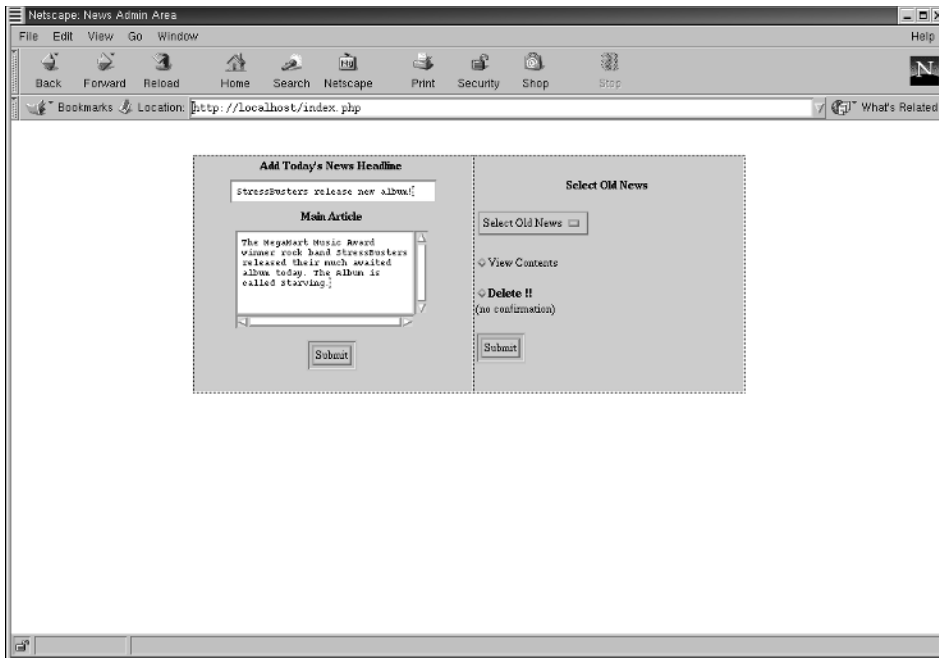 Netscape: News Admin Area
File Edit View Go Window Help
Back Forward Reload Home Search Netscape Print Security Shop Stop
N
Bookmarks Location: http://localhost/index.php What's Related
Add Today's News Headline
StressBusters release new album!
Main Article
The MegaMart Music Award
winner rock band StressBusters
released their much awaited
album today. The Album is
called Starving.
Submit
Select Old News
Select Old News
View Contents
Delete !!
(no confirmation)
Submit